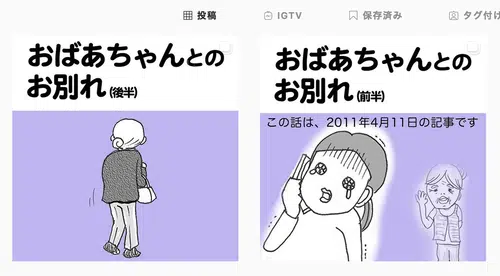 投稿
IGTV
保存済み
タグ付け
おばあちゃんとの
お別れ(後半)
おばあちゃんとの
お別れ(前半)
この話は、2011年4月11日の記事です